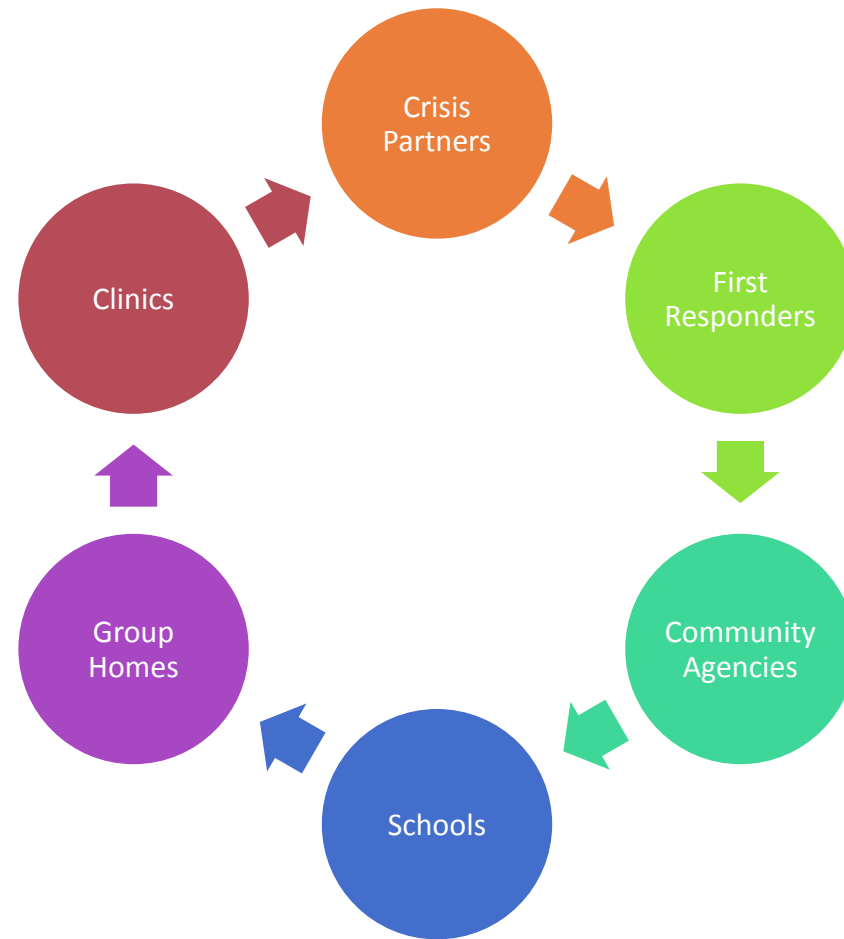 Crisis
Partners
First
Responders
Community
Agencies
Schools
Group
Homes
Clinics